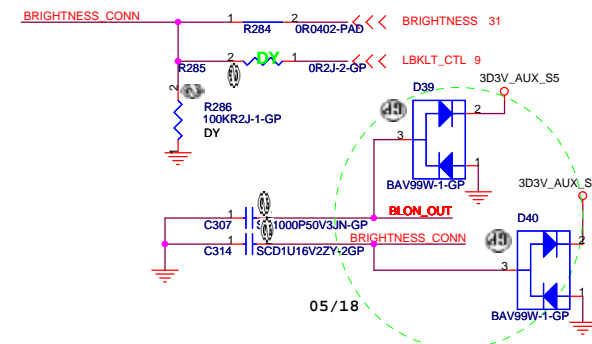 BRIGHTNESS_CONN
1 R284 2
0R0402-PAD
BRIGHTNESS 31
R285
2 DY 1
0R2J-2-GP
LBKLT_CTL 9
2
R286
100KR2J-1-GP
DY
1
D39
3D3V_AUX_S5
2
3
1
BAV99W-1-GP
BLON_OUT
C307
1
1000P50V3JN-GP
BRIGHTNESS_CONN
C314
1
SCD1U16V2ZY-2GP
3D3V_AUX_S
D40
2
3
1
BAV99W-1-GP
05/18